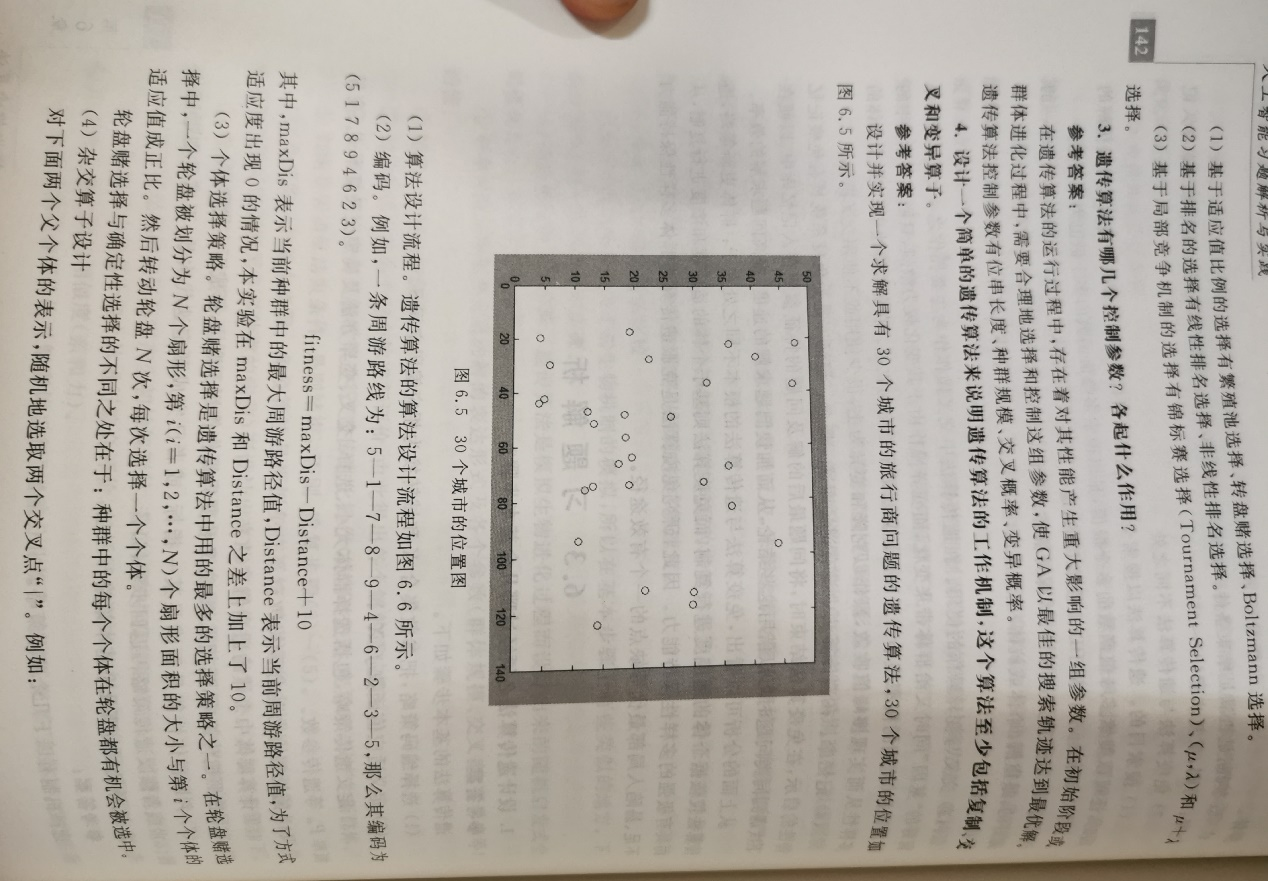 人工智能习题解析与实践
142
(1) 基于适应值比例的选择有繁殖池选择、转盘赌选择、Boltzmann 选择。
(2) 基于排名的选择有线性排名选择、非线性排名选择。
(3) 基于局部竞争机制的选择有锦标赛选择(Tournament Selection)、(μ,λ)和 μ+λ
选择。
3. 遗传算法有哪几个控制参数? 各起什么作用?
参考答案:
在遗传算法的运行过程中,存在着对其性能产生重大影响的一组参数。在初始阶段或
群体进化过程中,需要合理地选择和控制这组参数,使 GA 以最佳的搜索轨迹达到最优解。
遗传算法控制参数有位串长度、种群规模、交叉概率、变异概率。
4. 设计一个简单的遗传算法来说明遗传算法的工作机制,这个算法至少包括复制、交
叉和变异算子。
参考答案:
设计并实现一个求解具有 30 个城市的旅行商问题的遗传算法,30 个城市的位置如
图 6.5 所示。
50
45
40
35
30
25
20
15
10
5
0
0 20 40 60 80 100 120 140
图 6.5 30 个城市的位置图
(1) 算法设计流程。遗传算法的算法设计流程如图 6.6 所示。
(2) 编码。例如,一条周游路线为: 5—1—7—8—9—4—6—2—3—5,那么其编码为
(5 1 7 8 9 4 6 2 3)。
fitness=maxDis−Distance+10
其中,maxDis 表示当前种群中的最大周游路径值,Distance 表示当前周游路径值,为了方式
适应度出现 0 的情况,本实验在 maxDis 和 Distance 之差上加上了 10。
(3) 个体选择策略。轮盘赌选择是遗传算法中用的最多的选择策略之一。在轮盘赌选
择中,一个轮盘被划分为 N 个扇形,第 i(i=1,2,…,N)个扇形面积的大小与第 i 个个体的
适应值成正比。然后转动轮盘 N 次,每次选择一个个体。
轮盘赌选择与确定性选择的不同之处在于: 种群中的每个个体在轮盘都有机会被选中。
(4) 杂交算子设计
对下面两个父个体的表示,随机地选取两个交叉点“|”。例如: